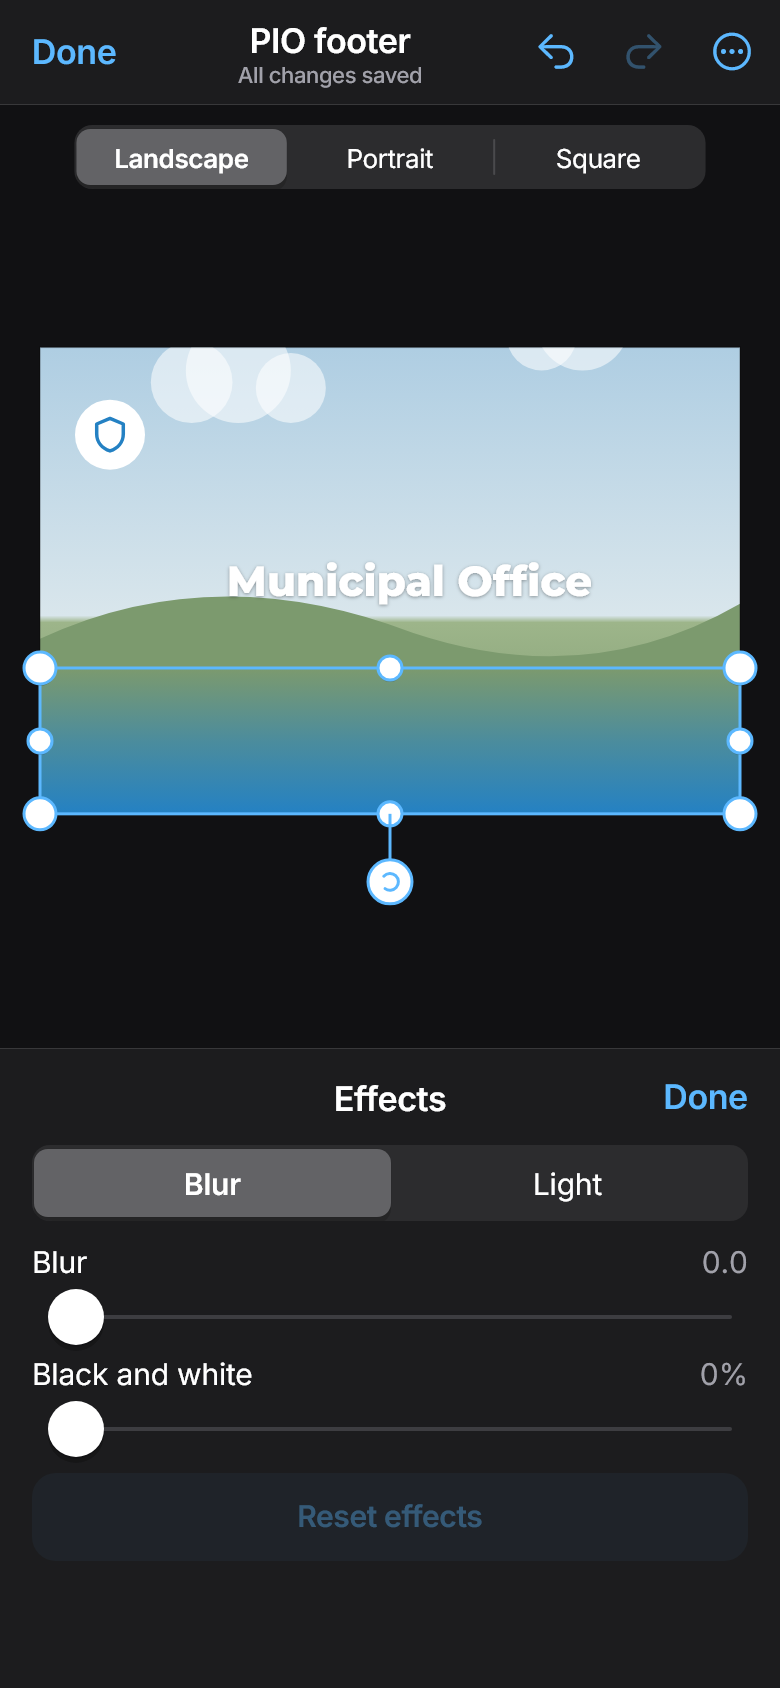 Done
PIO footer
All changes saved
Landscape
Portrait
Square
Municipal Office
Effects
Done
Blur
Light
Blur
0.0
Black and white
0%
Reset effects